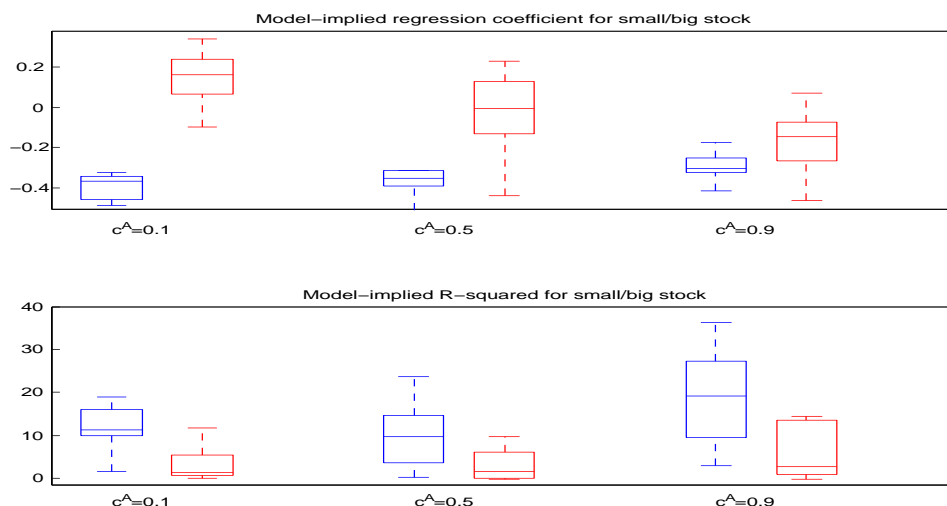 Model−implied regression coefficient for small/big stock
0.2
0
−0.2
−0.4
c^A=0.1
c^A=0.5
c^A=0.9
Model−implied R−squared for small/big stock
40
30
20
10
0
c^A=0.1
c^A=0.5
c^A=0.9